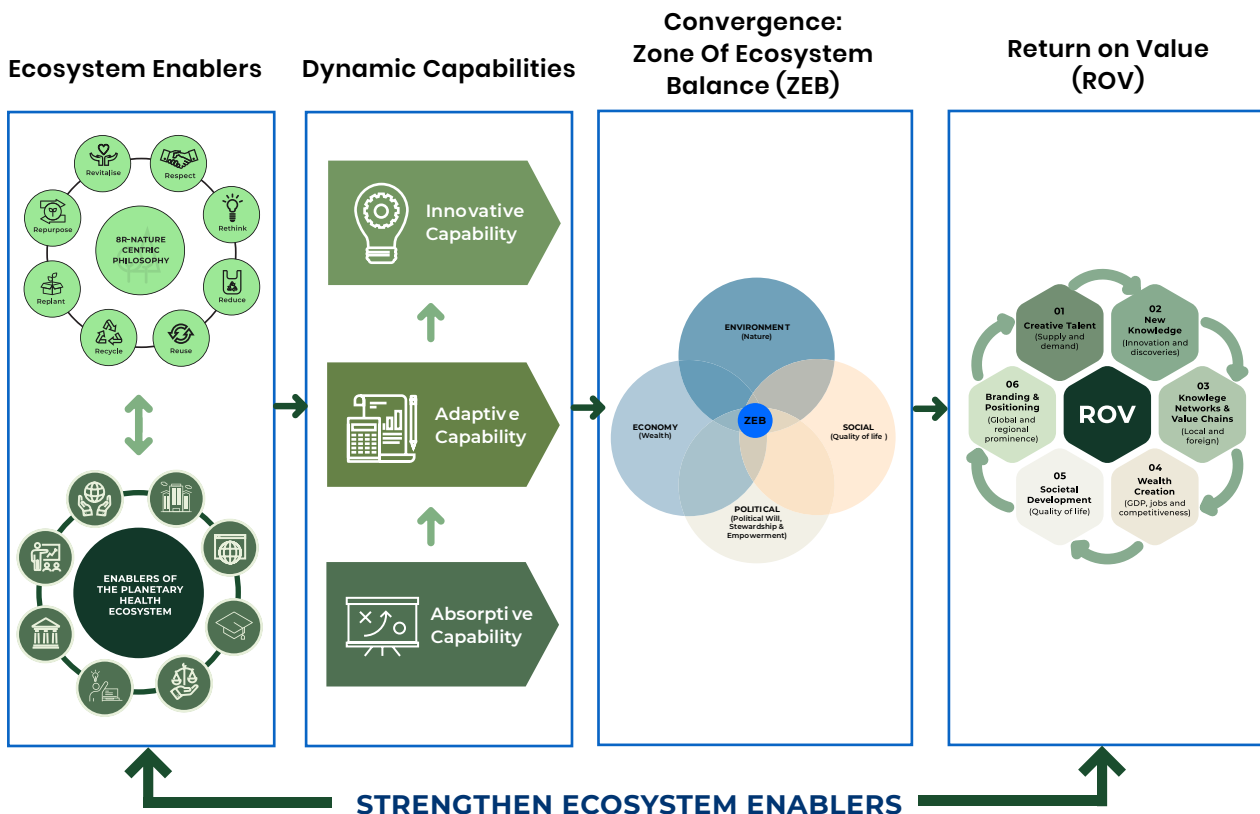 Ecosystem Enablers
Dynamic Capabilities
Convergence:
Zone Of Ecosystem
Balance (ZEB)
Return on Value
(ROV)
Revitalise
Respect
Repurpose
Rethink
8R-NATURE
CENTRIC
PHILOSOPHY
Replant
Reduce
Recycle
Reuse
ENABLERS OF
THE PLANETARY
HEALTH
ECOSYSTEM
Innovative
Capability
Adaptive
Capability
Absorptive
Capability
ENVIRONMENT
(Nature)
ECONOMY
(Wealth)
ZEB
SOCIAL
(Quality of life )
POLITICAL
(Political Will,
Stewardship &
Empowerment)
01
Creative Talent
(Supply and
demand)
02
New
Knowledge
(Innovation and
discoveries)
03
Knowlege
Networks &
Value Chains
(Local and
foreign)
04
Wealth
Creation
(GDP, jobs and
competitiveness)
05
Societal
Development
(Quality of life)
06
Branding &
Positioning
(Global and
regional
prominence)
ROV
STRENGTHEN ECOSYSTEM ENABLERS